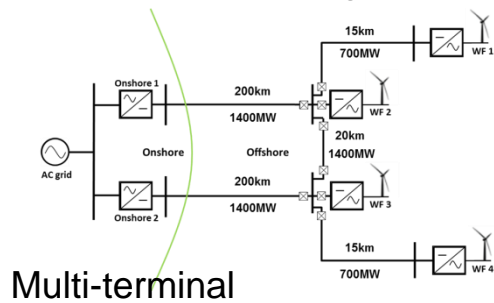 15km
700MW
WF 1
Onshore 1
200km
1400MW
WF 2
AC grid
Onshore
Offshore
20km
1400MW
Onshore 2
200km
1400MW
WF 3
15km
700MW
WF 4
Multi-terminal